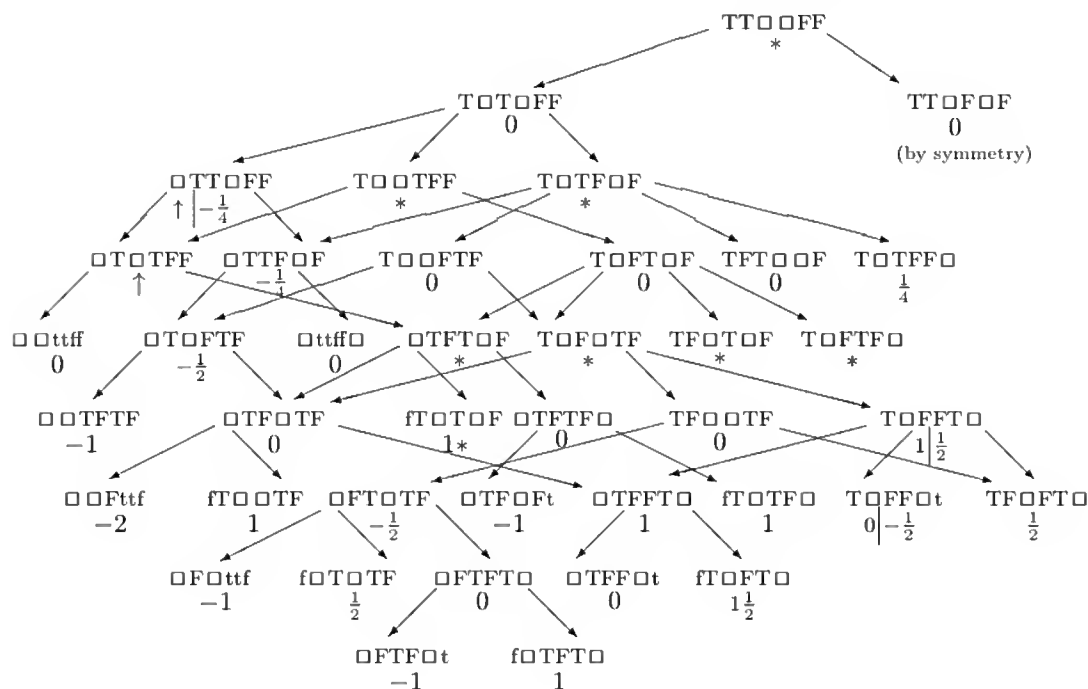 TT□□FF
*
T□T□FF TT□F□F
0 0
(by symmetry)
□TT□FF T□□TFF T□TF□F
↑|−1/4 * *
□T□TFF □TTF□F T□□FTF T□FT□F TFT□□F T□TFF□
↑ −1/4 0 0 0 1/4
□□ttff □T□FTF □ttff□ □TFT□F T□F□TF TF□T□F T□FTF□
0 −1/2 0 * * * *
□□TFTF □TF□TF fT□T□F □TFTF□ TF□□TF T□FFT□
−1 0 1* 0 0 1|1/2
□□Fttf fT□□TF □FT□TF □TF□Ft □TFFT□ fT□TF□ T□FF□t TF□FT□
−2 1 −1/2 −1 1 1 0|−1/2 1/2
□F□ttf f□T□TF □FTFT□ □TFF□t fT□FT□
−1 1/2 0 0 1 1/2
□FTF□t f□TFT□
−1 1